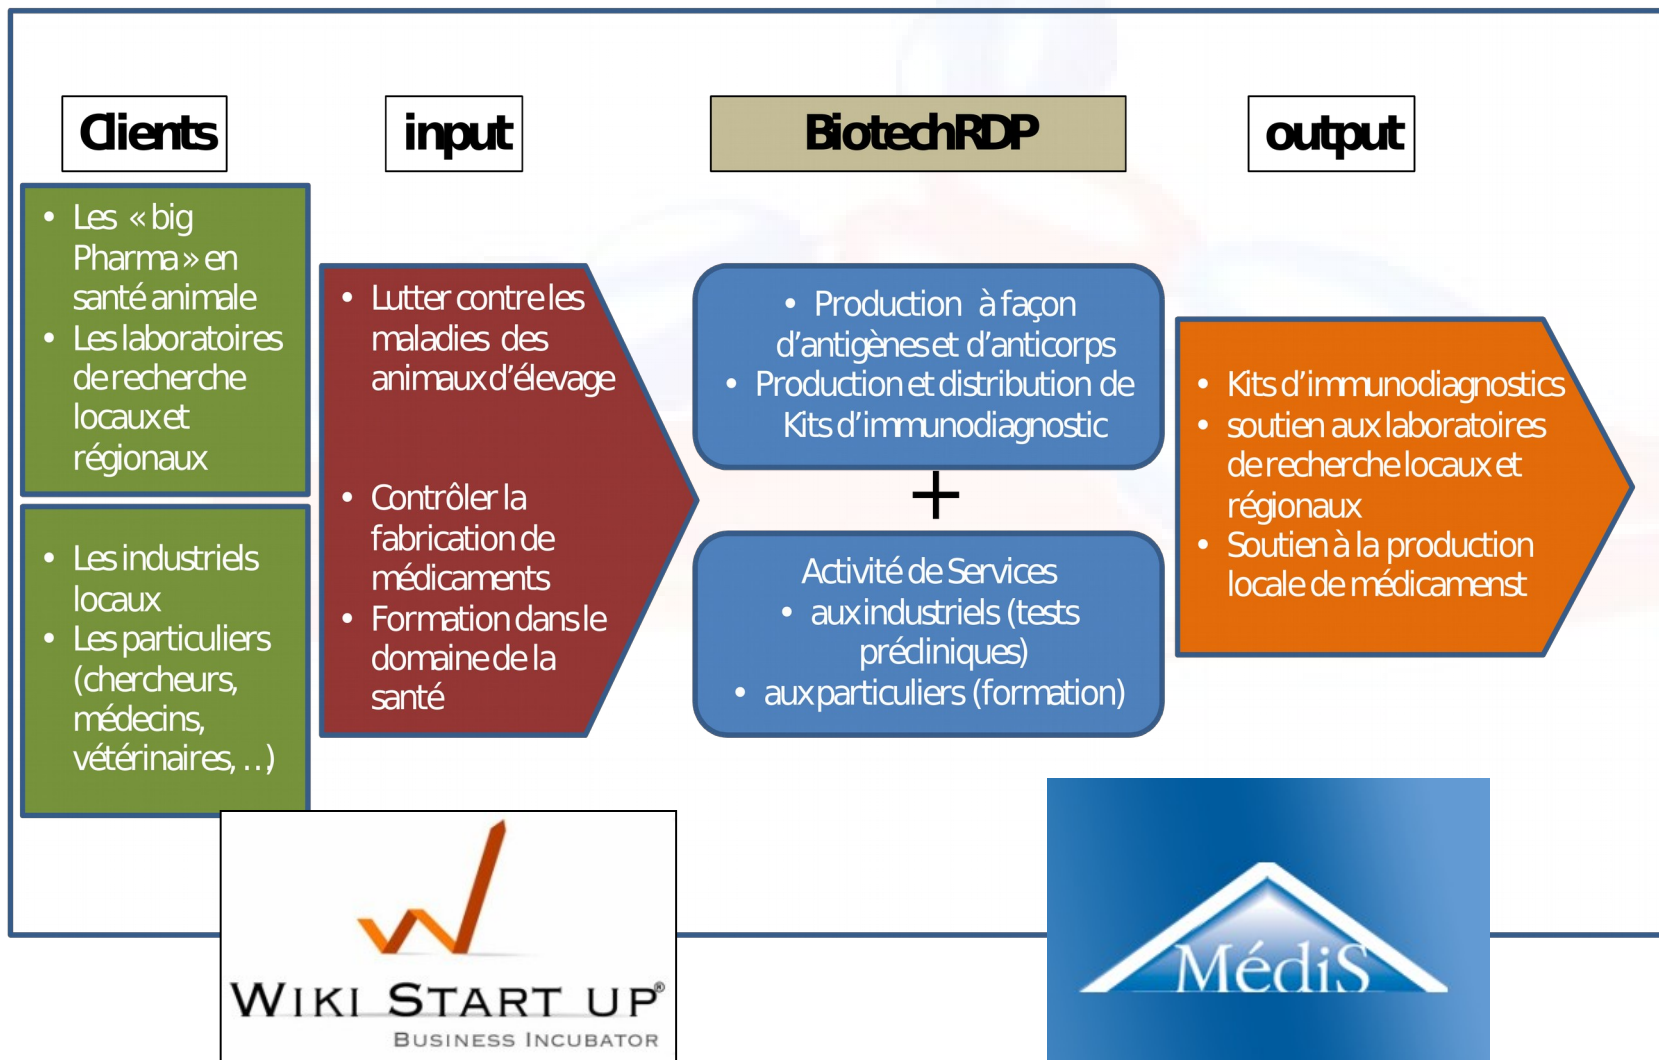 Clients
input
BiotechRDP
output
• Les « big
Pharma » en
santé animale
• Les laboratoires
de recherche
locaux et
régionaux
• Les industriels
locaux
• Les particuliers
(chercheurs,
médecins,
vétérinaires, …)
• Lutter contre les
maladies des
animaux d’élevage
• Contrôler la
fabrication de
médicaments
• Formation dans le
domaine de la
santé
• Production à façon
d’antigènes et d’anticorps
• Production et distribution de
Kits d’immunodiagnostic
+
Activité de Services
• aux industriels (tests
précliniques)
• aux particuliers (formation)
• Kits d’immunodiagnostics
• soutien aux laboratoires
de recherche locaux et
régionaux
• Soutien à la production
locale de médicamenst
WIKI START UP®
BUSINESS INCUBATOR
MédiS